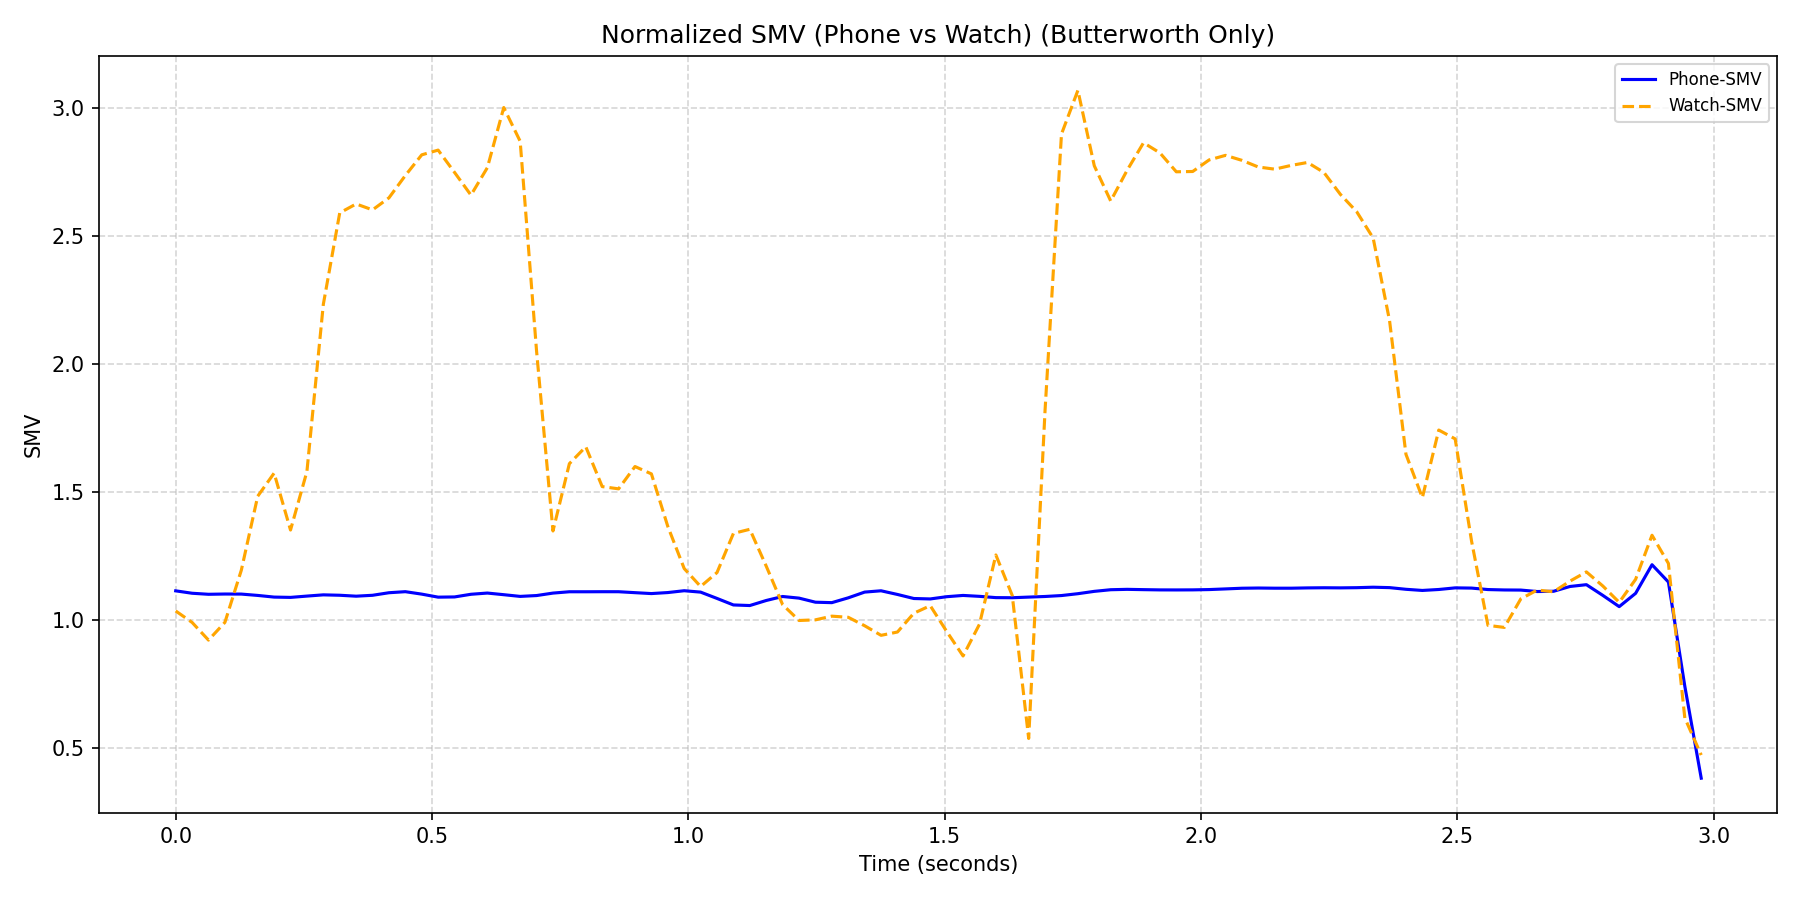 Normalized SMV (Phone vs Watch) (Butterworth Only)
Phone-SMV
Watch-SMV
3.0
2.5
2.0
1.5
1.0
0.5
SMV
0.0 0.5 1.0 1.5 2.0 2.5 3.0
Time (seconds)